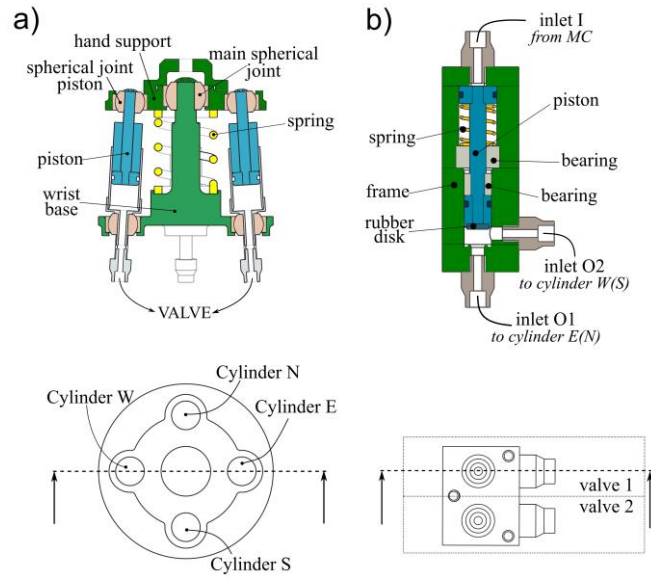 a)
hand support
main spherical
joint
spherical joint
piston
spring
piston
wrist
base
VALVE
Cylinder N
Cylinder W
Cylinder E
Cylinder S
b)
inlet I
from MC
piston
spring
bearing
frame
bearing
rubber
disk
inlet O2
to cylinder W(S)
inlet O1
to cylinder E(N)
valve 1
valve 2